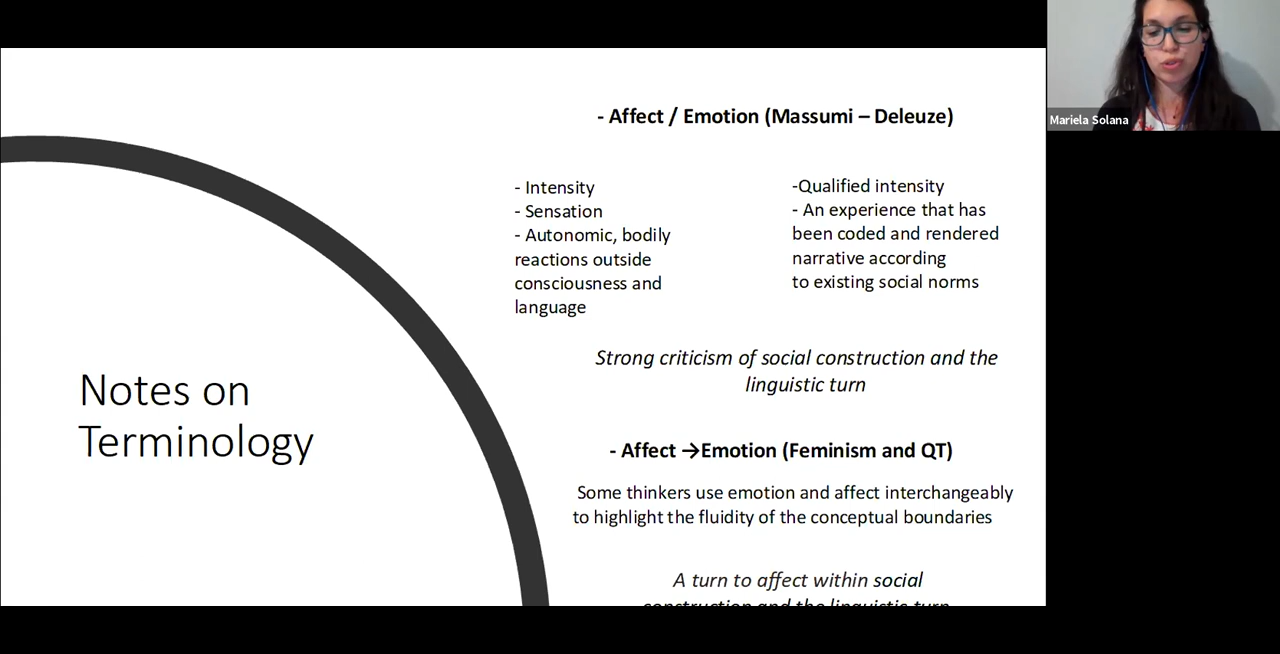 - Affect / Emotion (Massumi – Deleuze)
- Intensity
- Sensation
- Autonomic, bodily
reactions outside
consciousness and
language
-Qualified intensity
- An experience that has
been coded and rendered
narrative according
to existing social norms
Strong criticism of social construction and the
linguistic turn
Notes on
Terminology
- Affect →Emotion (Feminism and QT)
Some thinkers use emotion and affect interchangeably
to highlight the fluidity of the conceptual boundaries
A turn to affect within social
construction and the linguistic turn
Mariela Solana